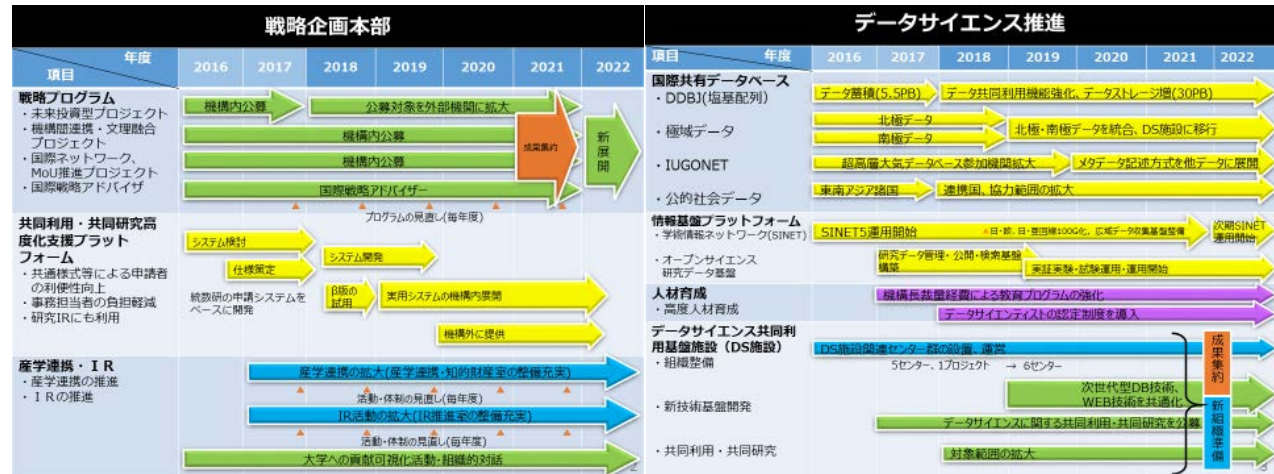 戦略企画本部
年度
項目
2016 2017 2018 2019 2020 2021 2022
戦略プログラム
・未来投資型プロジェクト
・機構間連携・文理融合
プロジェクト
・国際ネットワーク、
MoU推進プロジェクト
・国際戦略アドバイザ
機構内公募
公募対象を外部機関に拡大
機構内公募
機構内公募
国際戦略アドバイザー
成果集約
新展開
プログラムの見直し(毎年度)
共同利用・共同研究高
度化支援プラット
フォーム
・共通様式等による申請者
の利便性向上
・事務担当者の負担軽減
・研究IRにも利用
システム検討
仕様策定
システム開発
統数研の申請システムを
ベースに開発
β版の
試用
実用システムの機構内展開
機構外に提供
産学連携・ＩＲ
・産学連携の推進
・ＩＲの推進
産学連携の拡大(産学連携・知的財産室の整備充実)
活動・体制の見直し(毎年度)
IR活動の拡大(IR推進室の整備充実)
活動・体制の見直し(毎年度)
大学への貢献可視化活動・組織的対話
2
データサイエンス推進
項目
年度
2016 2017 2018 2019 2020 2021 2022
国際共有データベース
・DDBJ(塩基配列)
・極域データ
・IUGONET
・公的社会データ
データ蓄積(5.5PB)
データ共同利用機能強化、データストレージ増(30PB)
北極データ
南極データ
北極・南極データを統合、DS施設に移行
超高層大気データベース参加機関拡大
メタデータ記述方式を他データに展開
東南アジア諸国
連携国、協力範囲の拡大
情報基盤プラットフォーム
・学術情報ネットワーク(SINET)
・オープンサイエンス
研究データ基盤
SINET5運用開始
日・欧、日・亜回線100G化、広域データ収集基盤整備
次期SINET
運用開始
研究データ管理・公開・検索基盤
構築
実証実験・試験運用・運用開始
人材育成
・高度人材育成
機構長裁量経費による教育プログラムの強化
データサイエンティストの認定制度を導入
データサイエンス共同利
用基盤施設（DS施設）
・組織整備
・新技術基盤開発
・共同利用・共同研究
DS施設関連センター群の設置、運営
5センター、1プロジェクト → 6センター
次世代型DB技術、
WEB技術を共通化
データサイエンスに関する共同利用・共同研究を公募
対象範囲の拡大
成果集約
新組織準備
3